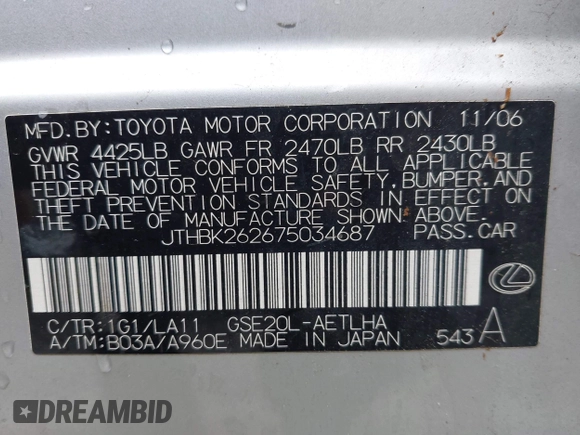 MFD.BY:TOYOTA MOTOR CORPORATION 11/06
GVWR 4425LB GAWR FR 2470LB RR 2430LB
THIS VEHICLE CONFORMS TO ALL APPLICABLE
FEDERAL MOTOR VEHICLE SAFETY,BUMPER,AND
THEFT PREVENTION STANDARDS IN EFFECT ON
THE DATE OF MANUFACTURE SHOWN ABOVE.
JTHBK262675034687 PASS.CAR
C/TR:1G1/LA11 GSE20L-AETLHA
A/TM:B03A/A960E MADE IN JAPAN 543 A
DREAMBID